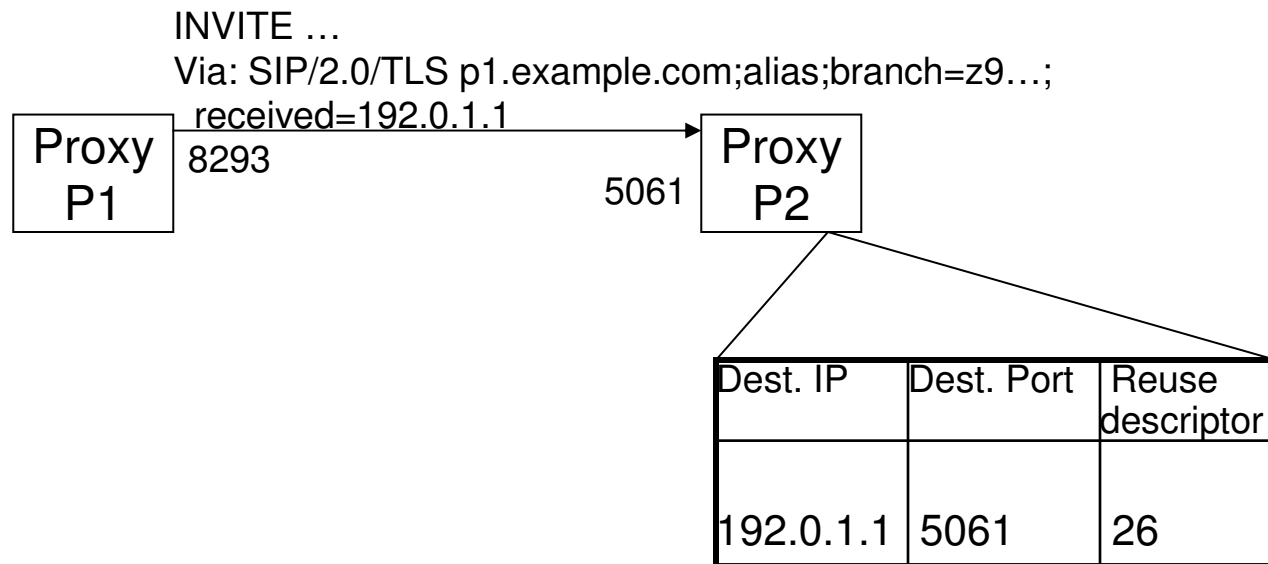 INVITE …
Via: SIP/2.0/TLS p1.example.com;alias;branch=z9…;
received=192.0.1.1
Proxy
P1
8293
5061
Proxy
P2
Dest. IP
Dest. Port
Reuse
descriptor
192.0.1.1
5061
26